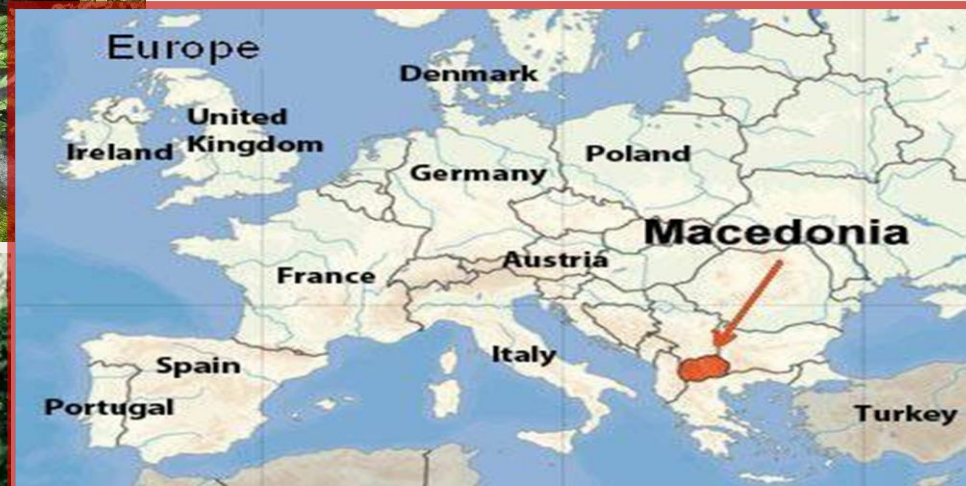 Europe
Denmark
United
Kingdom
Ireland
Poland
Germany
Macedonia
Austria
France
Italy
Spain
Portugal
Turkey